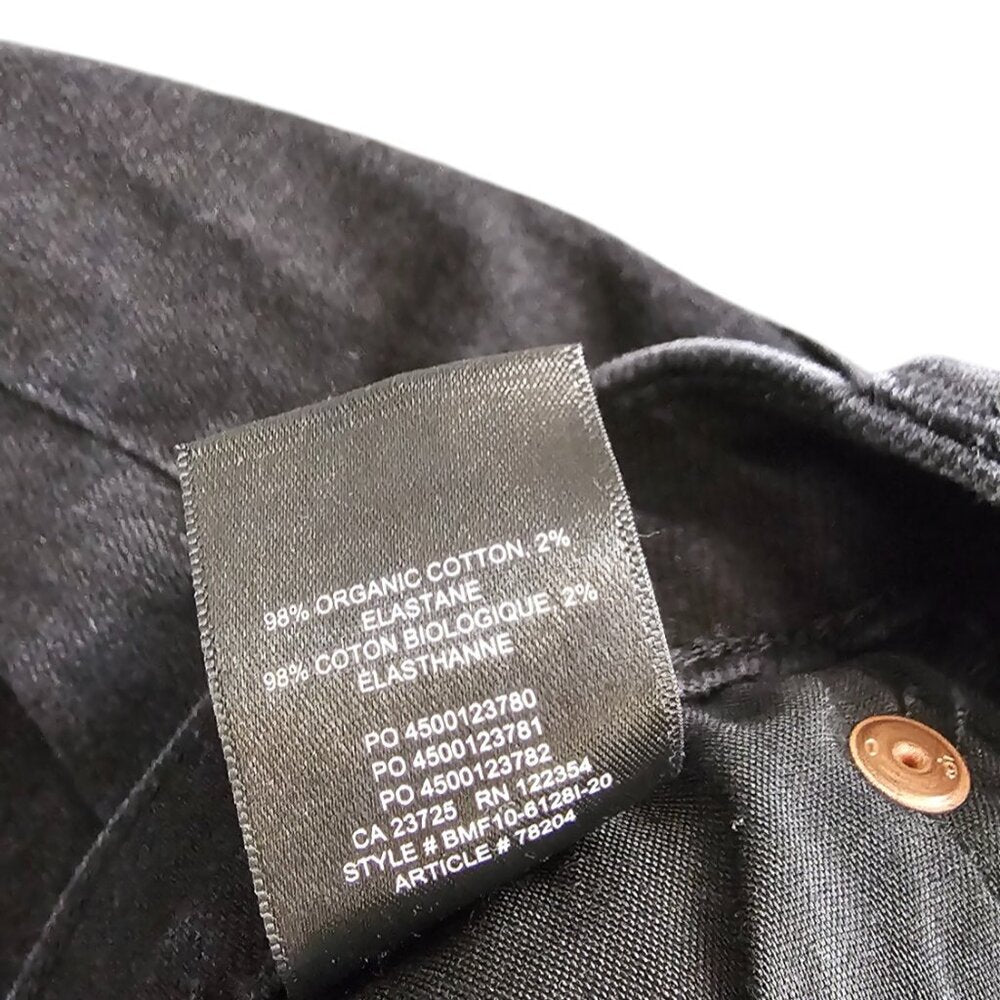 98% ORGANIC COTTON, 2%
ELASTANE
98% COTON BIOLOGIQUE, 2%
ÉLASTHANNE
PO 4500123780
PO 4500123781
PO 4500123782
CA 23725 RN 122354
STYLE # BMF10-6128I-20
ARTICLE # 78204